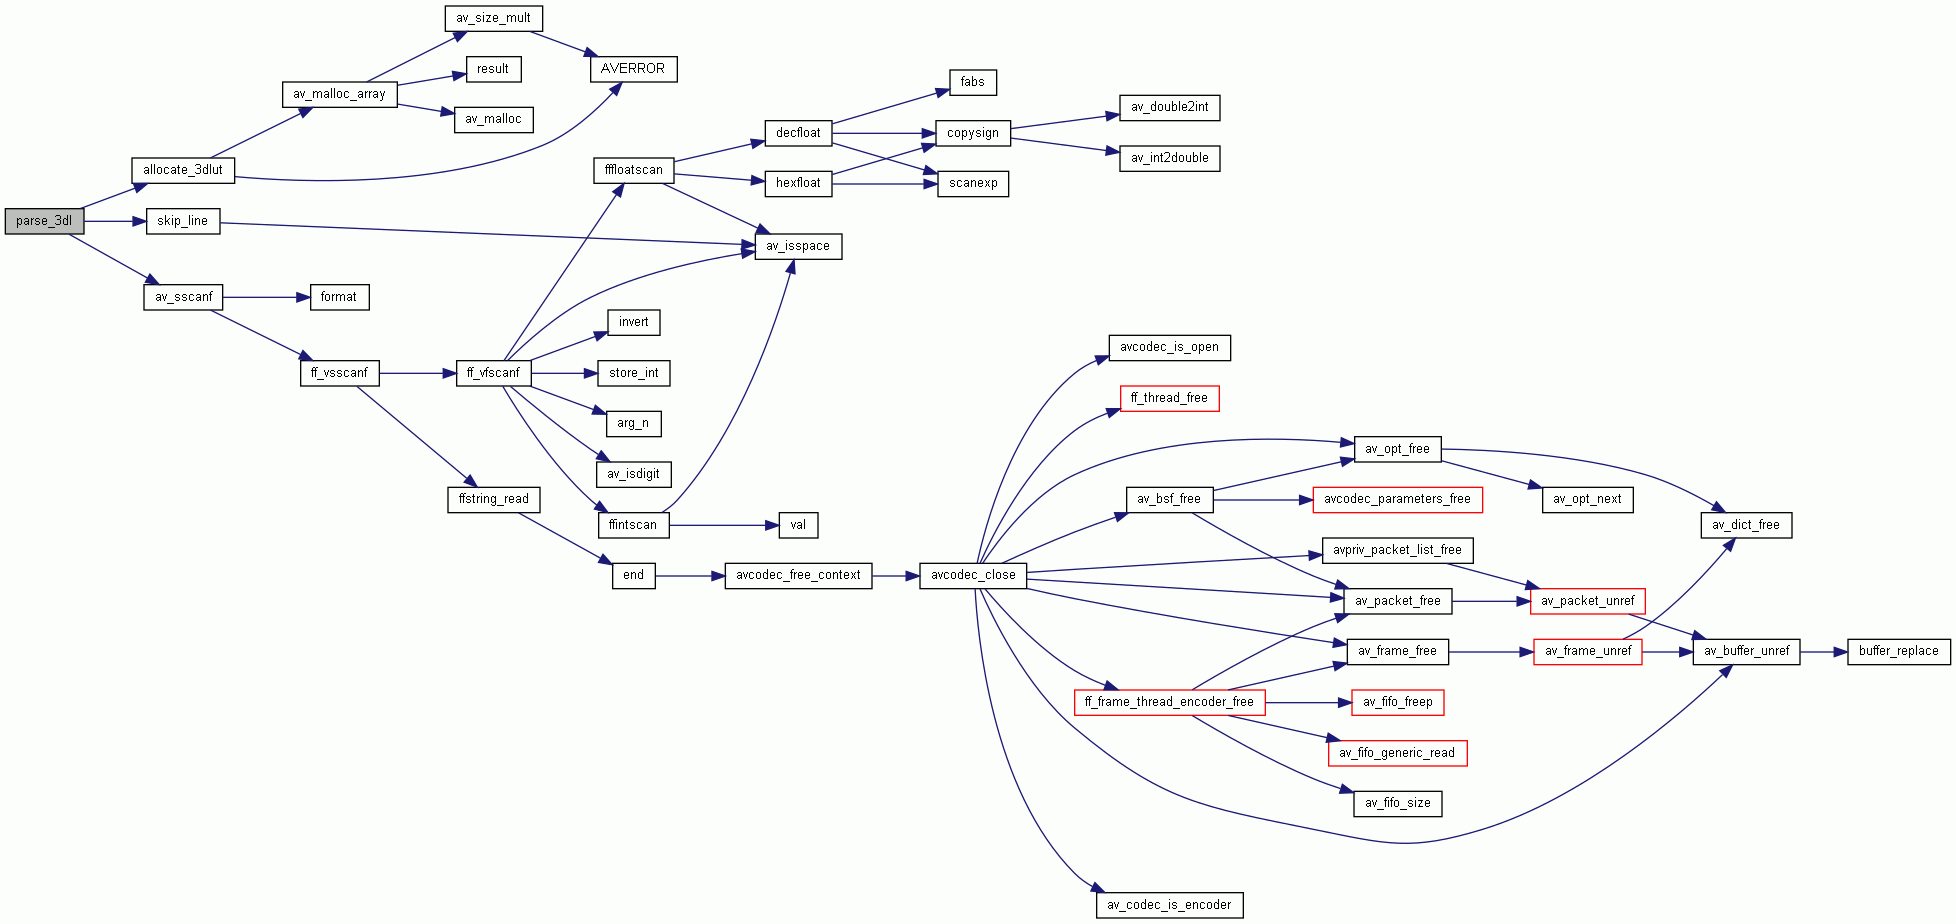 av_size_mult
result
AVERROR
fabs
av_malloc_array
av_double2int
av_malloc
decfloat
copysign
allocate_3dlut
fffloatscan
av_int2double
hexfloat
scanexp
parse_3dl
skip_line
av_isspace
av_sscanf
format
invert
avcodec_is_open
ff_vsscanf
ff_vfscanf
store_int
ff_thread_free
arg_n
av_opt_free
av_isdigit
ffstring_read
av_bsf_free
avcodec_parameters_free
av_opt_next
ffintscan
val
av_dict_free
avpriv_packet_list_free
end
avcodec_free_context
avcodec_close
av_packet_free
av_packet_unref
av_frame_free
av_frame_unref
av_buffer_unref
buffer_replace
ff_frame_thread_encoder_free
av_fifo_freep
av_fifo_generic_read
av_fifo_size
av_codec_is_encoder